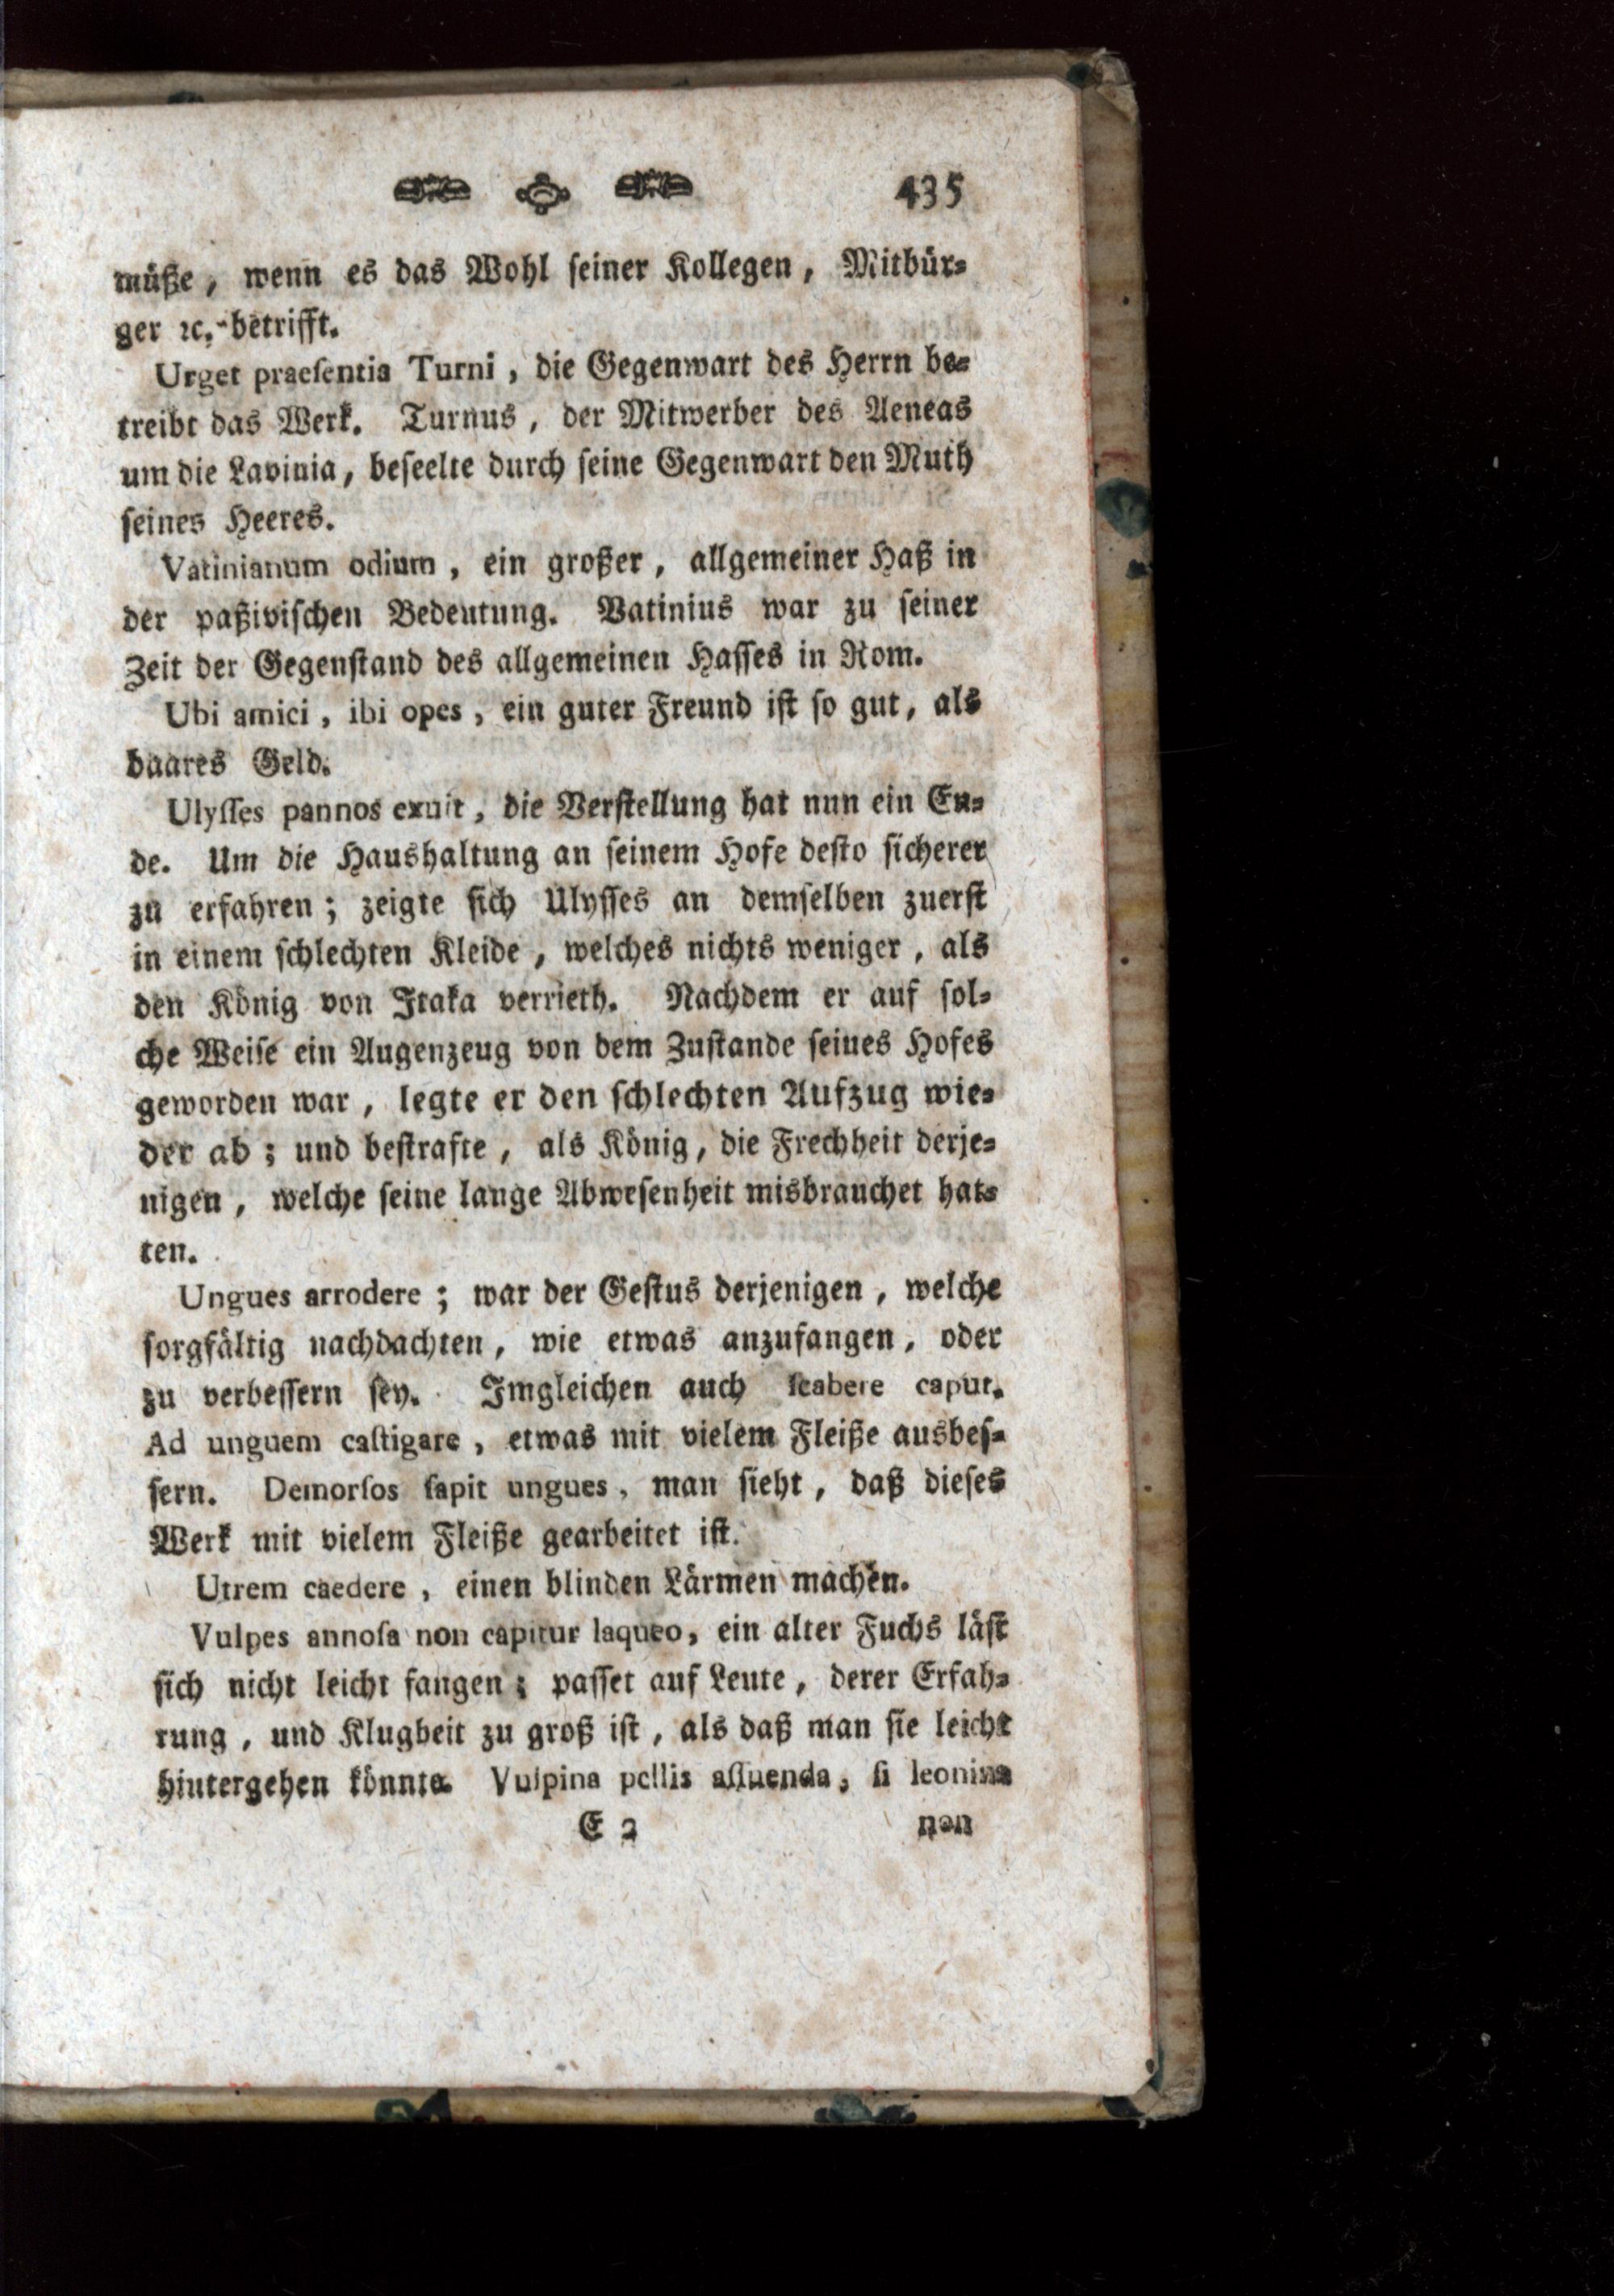 435
müße, wenn es das Wohl seiner Kollegen, Mitbür-
ger ꝛc. betrifft.
Urget praeſentia Turni, die Gegenwart des Herrn be-
treibt das Werk. Turnus, der Mitwerber des Aeneas
um die Lavinia, beſeelte durch ſeine Gegenwart den Muth
ſeines Heeres.
Vatinianum odium, ein großer, allgemeiner Haß in
der paßiviſchen Bedeutung. Vatinius war zu ſeiner
Zeit der Gegenſtand des allgemeinen Haſſes in Rom.
Ubi amici, ibi opes, ein guter Freund iſt ſo gut, als
baares Geld.
Ulyſſes pannos exuit, die Verſtellung hat nun ein En-
de. Um die Haushaltung an ſeinem Hofe deſto ſicherer
zu erfahren; zeigte ſich Ulyſſes an demſelben zuerſt
in einem ſchlechten Kleide, welches nichts weniger, als
den König von Itaka verrieth. Nachdem er auf ſol-
che Weiſe ein Augenzeug von dem Zuſtande ſeines Hofes
geworden war, legte er den ſchlechten Aufzug wie-
der ab; und beſtrafte, als König, die Frechheit derje-
nigen, welche ſeine lange Abweſenheit misbrauchet hat-
ten.
Ungues arrodere; war der Geſtus derjenigen, welche
ſorgfältig nachdachten, wie etwas anzufangen, oder
zu verbeſſern ſey. Imgleichen auch ſcabere caput.
Ad unguem caſtigare, etwas mit vielem Fleiße ausbeſ-
ſern. Demorſos ſapit ungues, man ſieht, daß dieſes
Werk mit vielem Fleiße gearbeitet iſt.
Utrem caedere, einen blinden Lärmen machen.
Vulpes annoſa non capitur laqueo, ein alter Fuchs läſt
ſich nicht leicht fangen; paſſet auf Leute, derer Erfah-
rung, und Klugheit zu groß iſt, als daß man ſie leicht
hintergehen könnte. Vulpina pellis aſſuenda, ſi leonina
E 2 non